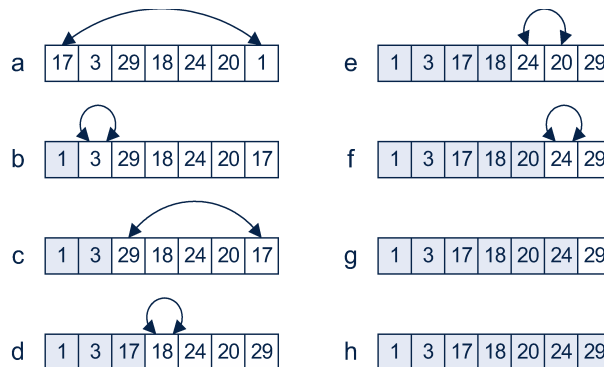 a 17 3 29 18 24 20 1
b 1 3 29 18 24 20 17
c 1 3 29 18 24 20 17
d 1 3 17 18 24 20 29
e 1 3 17 18 24 20 29
f 1 3 17 18 20 24 29
g 1 3 17 18 20 24 29
h 1 3 17 18 20 24 29